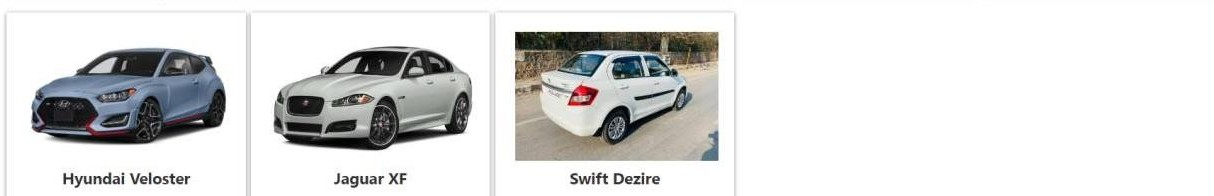 Hyundai Veloster
Jaguar XF
Swift Dezire